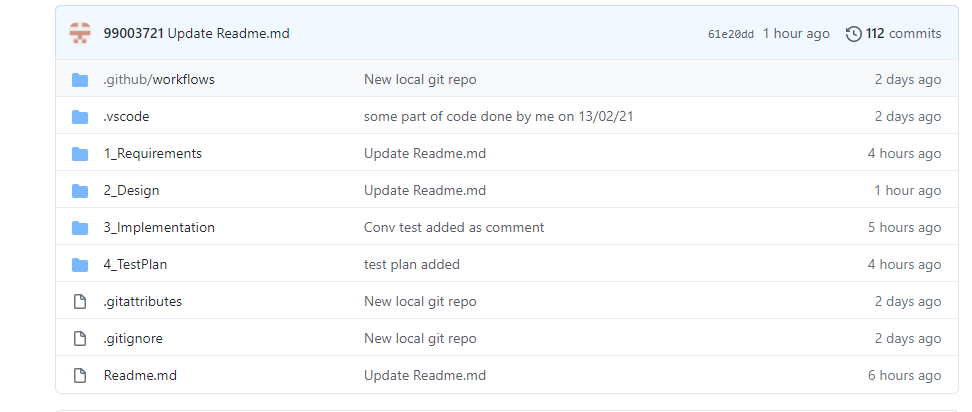 99003721 Update Readme.md 61e20dd 1 hour ago 112 commits
.github/workflows New local git repo 2 days ago
.vscode some part of code done by me on 13/02/21 2 days ago
1_Requirements Update Readme.md 4 hours ago
2_Design Update Readme.md 1 hour ago
3_Implementation Conv test added as comment 5 hours ago
4_TestPlan test plan added 4 hours ago
.gitattributes New local git repo 2 days ago
.gitignore New local git repo 2 days ago
Readme.md Update Readme.md 6 hours ago